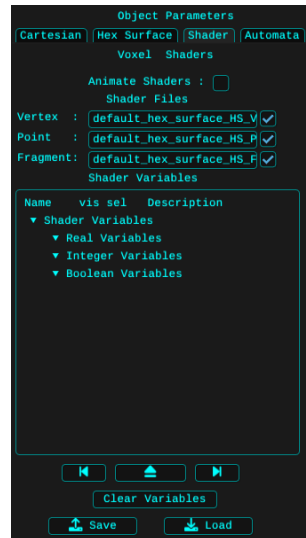 Object Parameters
Cartesian Hex Surface Shader Automata
Voxel Shaders
Animate Shaders :
Shader Files
Vertex : default_hex_surface_HS_V
Point : default_hex_surface_HS_P
Fragment: default_hex_surface_HS_F
Shader Variables
Name vis sel Description
Shader Variables
Real Variables
Integer Variables
Boolean Variables
Clear Variables
Save Load